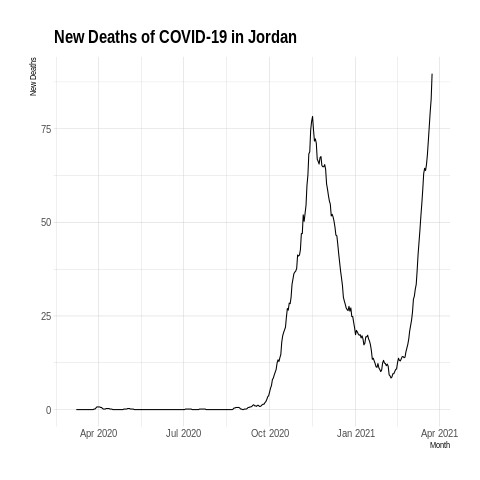 New Deaths of COVID-19 in Jordan
New Deaths
75
50
25
0
Apr 2020 Jul 2020 Oct 2020 Jan 2021 Apr 2021
Month